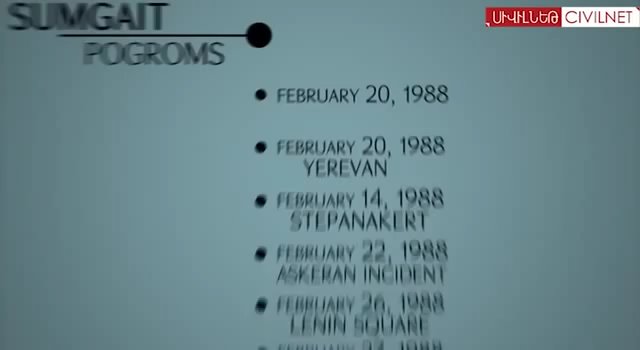 SUMGAIT
POGROMS
ՍԻՎԻԼՆԵԹ CIVILNET
FEBRUARY 20, 1988
FEBRUARY 20, 1988
YEREVAN
FEBRUARY 14, 1988
STEPANAKERT
FEBRUARY 22, 1988
ASKERAN INCIDENT
FEBRUARY 26, 1988
LENIN SQUARE